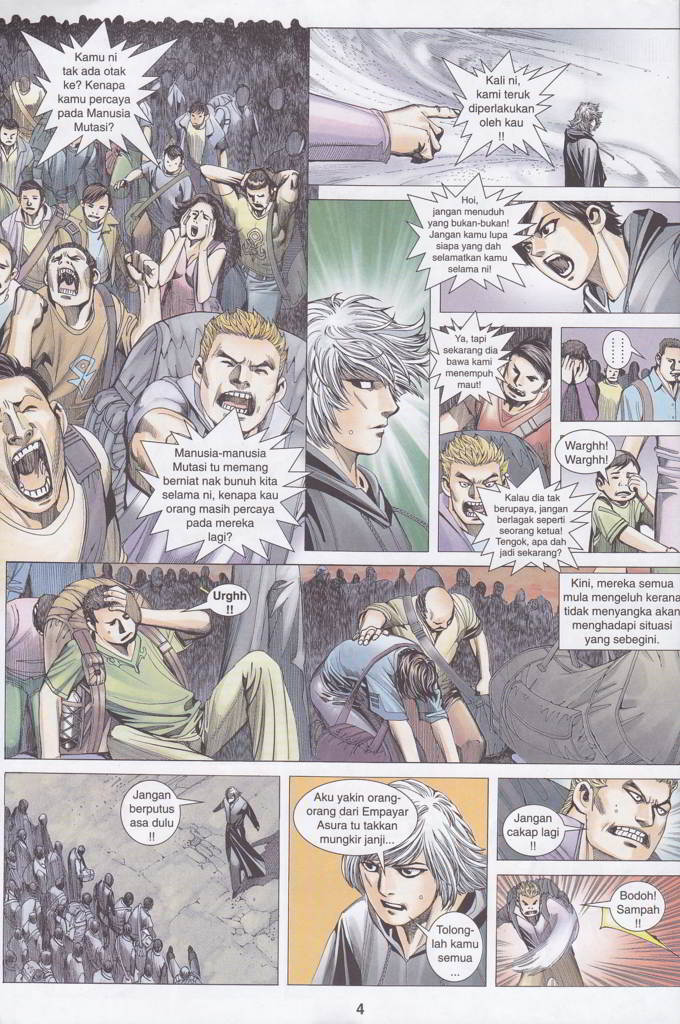 Kamu ni
tak ada otak
ke? Kenapa
kamu percaya
pada Manusia
Mutasi?
Manusia-manusia
Mutasi tu memang
berniat nak bunuh kita
selama ni, kenapa kau
orang masih percaya
pada mereka
lagi?
Kali ni,
kami teruk
diperlakukan
oleh kau
!!
Hoi,
jangan menuduh
yang bukan-bukan!
Jangan kamu lupa
siapa yang dah
selamatkan kamu
selama ni!
Ya, tapi
sekarang dia
bawa kami
menempuh
maut!
Kalau dia tak
berupaya, jangan
berlagak seperti
seorang ketua!
Tengok, apa dah
jadi sekarang?
......
Warghh!
Warghh!
Urghh
!!
Kini, mereka semua
mula mengeluh kerana
tidak menyangka akan
menghadapi situasi
yang sebegini.
Jangan
berputus
asa dulu
!!
Aku yakin orang-
orang dari Empayar
Asura tu takkan
mungkir janji...
Tolong-
lah kamu
semua
...
Jangan
cakap lagi
!!
Bodoh!
Sampah
!!
4